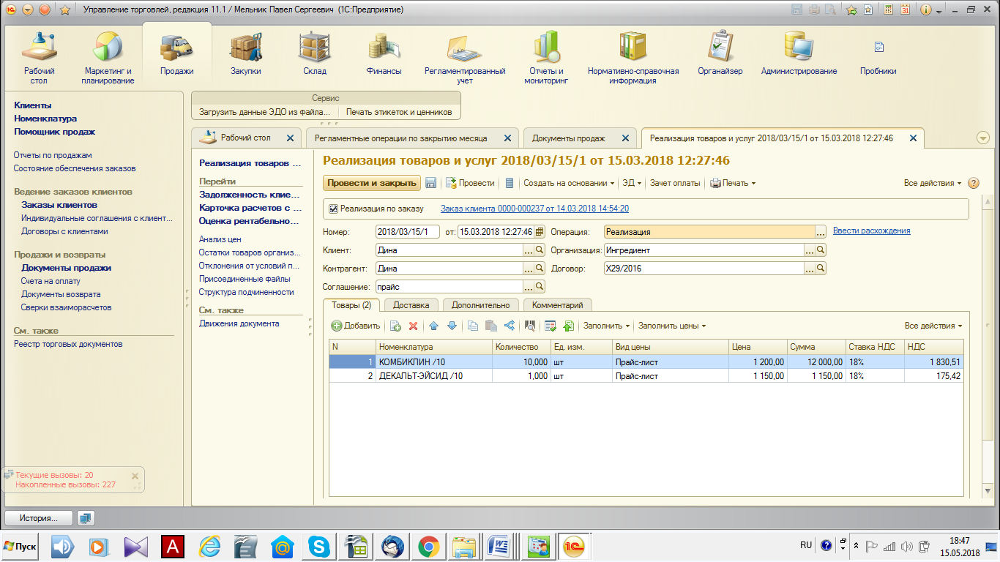 Управление торговлей, редакция 11.1 / Мельник Павел Сергеевич (1С:Предприятие)
Рабочий стол
Маркетинг и планирование
Продажи
Закупки
Склад
Финансы
Регламентированный учет
Отчеты и мониторинг
Нормативно-справочная информация
Органайзер
Администрирование
Пробники
Клиенты
Номенклатура
Помощник продаж
Отчеты по продажам
Состояние обеспечения заказов
Ведение заказов клиентов
Заказы клиентов
Индивидуальные соглашения с клиент...
Договоры с клиентами
Продажи и возвраты
Документы продажи
Счета на оплату
Документы возврата
Сверки взаиморасчетов
См. также
Реестр торговых документов
Текущие вызовы: 20
Накопленные вызовы: 227
Сервис
Загрузить данные ЭДО из файла... Печать этикеток и ценников
Рабочий стол
Регламентные операции по закрытию месяца
Документы продаж
Реализация товаров и услуг 2018/03/15/1 от 15.03.2018 12:27:46
Реализация товаров ...
Перейти
Задолженность клие...
Карточка расчетов с ...
Оценка рентабельно...
Анализ цен
Остатки товаров организ...
Отклонения от условий п...
Присоединенные файлы
Структура подчиненности
См. также
Движения документа
Реализация товаров и услуг 2018/03/15/1 от 15.03.2018 12:27:46
Провести и закрыть Провести Создать на основании ЭД Зачет оплаты Печать Все действия
Реализация по заказу Заказ клиента 0000-000237 от 14.03.2018 14:54:20
Номер: 2018/03/15/1 от: 15.03.2018 12:27:46 Операция: Реализация ... Ввести расхождения
Клиент: Дина ... Организация: Ингредиент ...
Контрагент: Дина ... Договор: Х29/2016 ...
Соглашение: прайс ...
Товары (2) Доставка Дополнительно Комментарий
Добавить Заполнить Заполнить цены Все действия
N Номенклатура Количество Ед. изм. Вид цены Цена Сумма Ставка НДС НДС
1 КОМБИКЛИН /10 10,000 шт Прайс-лист 1 200,00 12 000,00 18% 1 830,51
2 ДЕКАЛЬТ-ЭЙСИД /10 1,000 шт Прайс-лист 1 150,00 1 150,00 18% 175,42
История...
Пуск
RU
18:47
15.05.2018